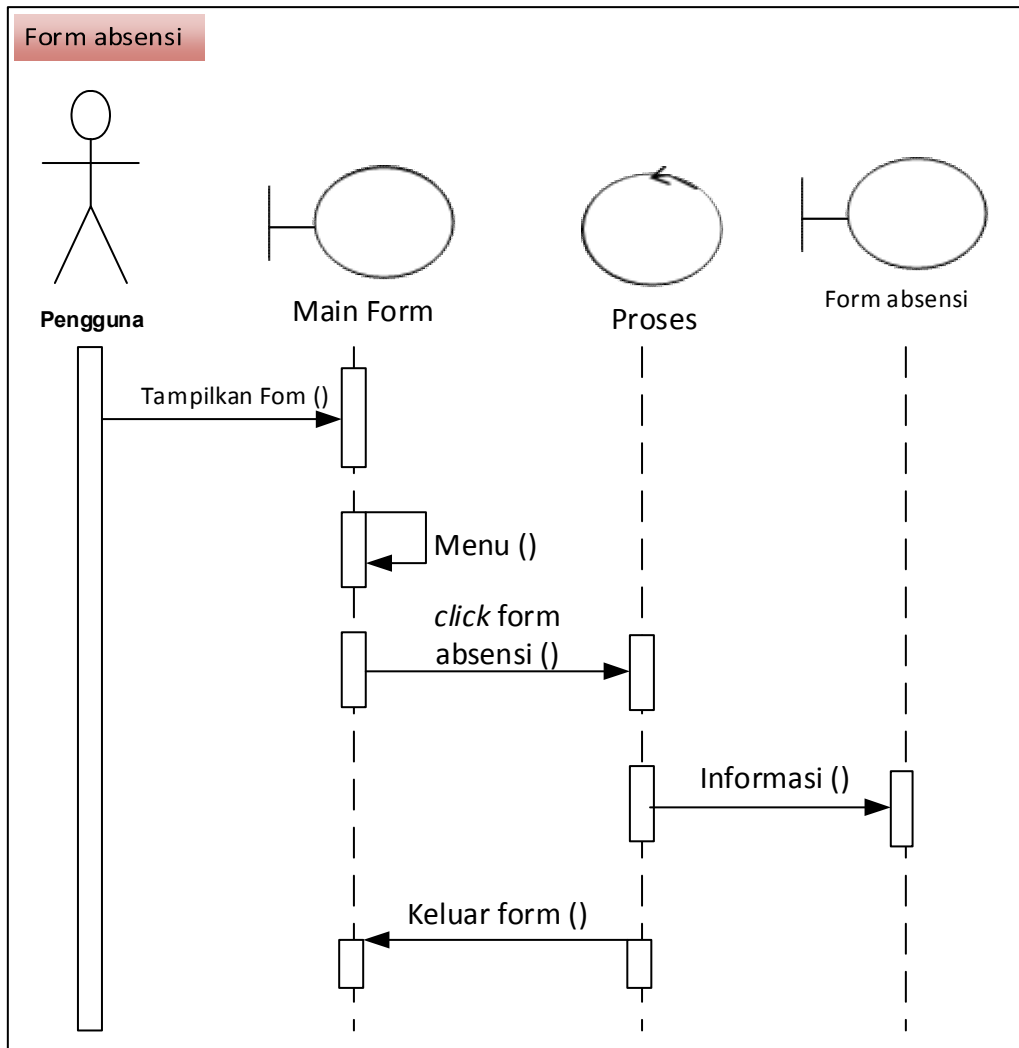 Form absensi
Pengguna
Main Form
Proses
Form absensi
Tampilkan Fom ()
Menu ()
click form
absensi ()
Informasi ()
Keluar form ()